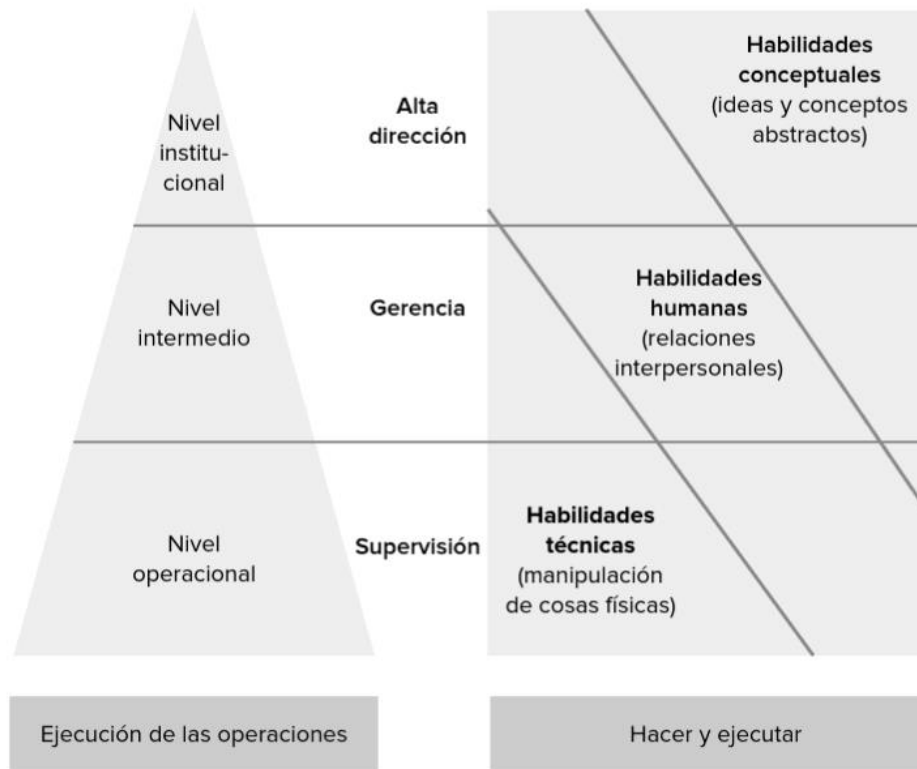 Nivel
institu-
cional
Alta
dirección
Habilidades
conceptuales
(ideas y conceptos
abstractos)
Nivel
intermedio
Gerencia
Habilidades
humanas
(relaciones
interpersonales)
Nivel
operacional
Supervisión
Habilidades
técnicas
(manipulación
de cosas físicas)
Ejecución de las operaciones
Hacer y ejecutar